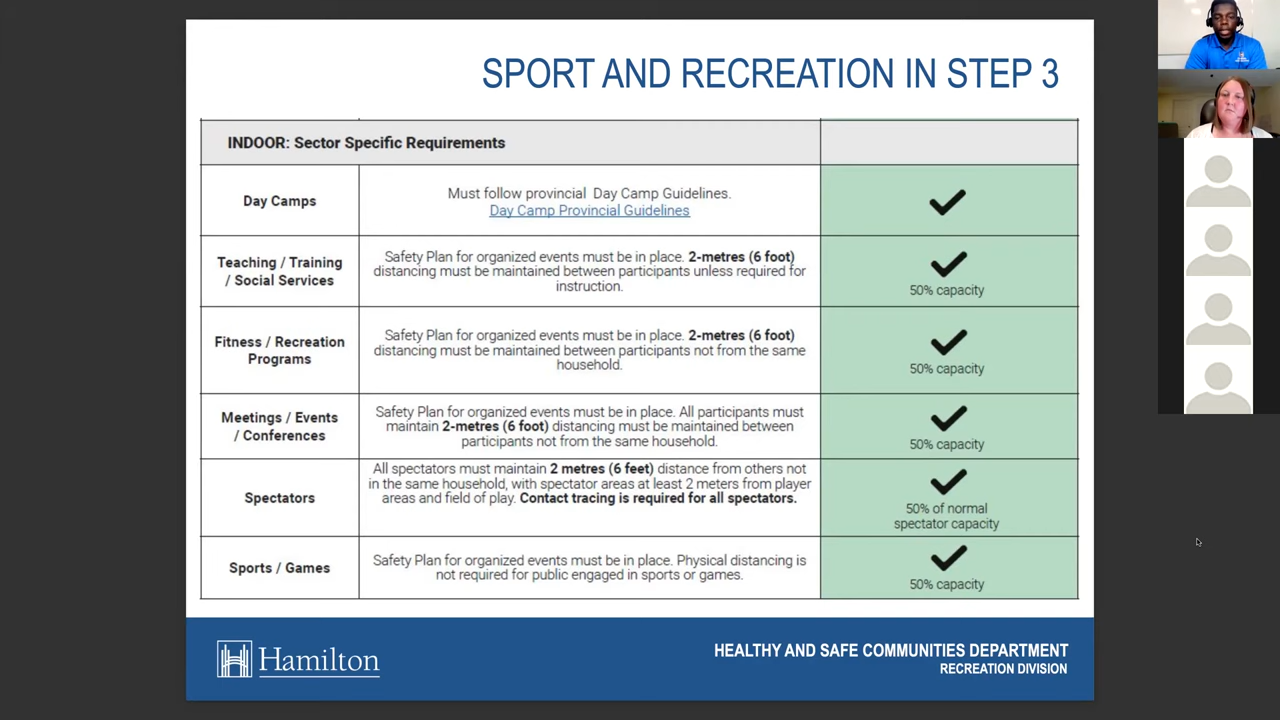 SPORT AND RECREATION IN STEP 3
INDOOR: Sector Specific Requirements
Day Camps
Must follow provincial Day Camp Guidelines.
Day Camp Provincial Guidelines
Teaching / Training
/ Social Services
Safety Plan for organized events must be in place. 2-metres (6 foot)
distancing must be maintained between participants unless required for
instruction.
50% capacity
Fitness / Recreation
Programs
Safety Plan for organized events must be in place. 2-metres (6 foot)
distancing must be maintained between participants not from the same
household.
50% capacity
Meetings / Events
/ Conferences
Safety Plan for organized events must be in place. All participants must
maintain 2-metres (6 foot) distancing must be maintained between
participants not from the same household.
50% capacity
Spectators
All spectators must maintain 2 metres (6 feet) distance from others not
in the same household, with spectator areas at least 2 meters from player
areas and field of play. Contact tracing is required for all spectators.
50% of normal
spectator capacity
Sports / Games
Safety Plan for organized events must be in place. Physical distancing is
not required for public engaged in sports or games.
50% capacity
Hamilton
HEALTHY AND SAFE COMMUNITIES DEPARTMENT
RECREATION DIVISION